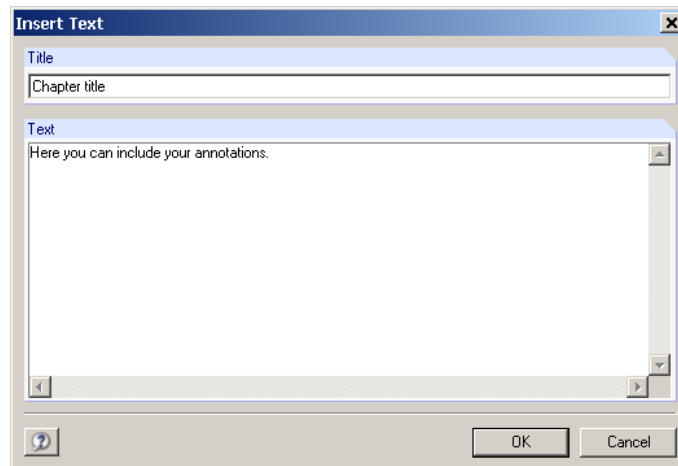 Insert Text
Title
Chapter title
Text
Here you can include your annotations.
OK
Cancel